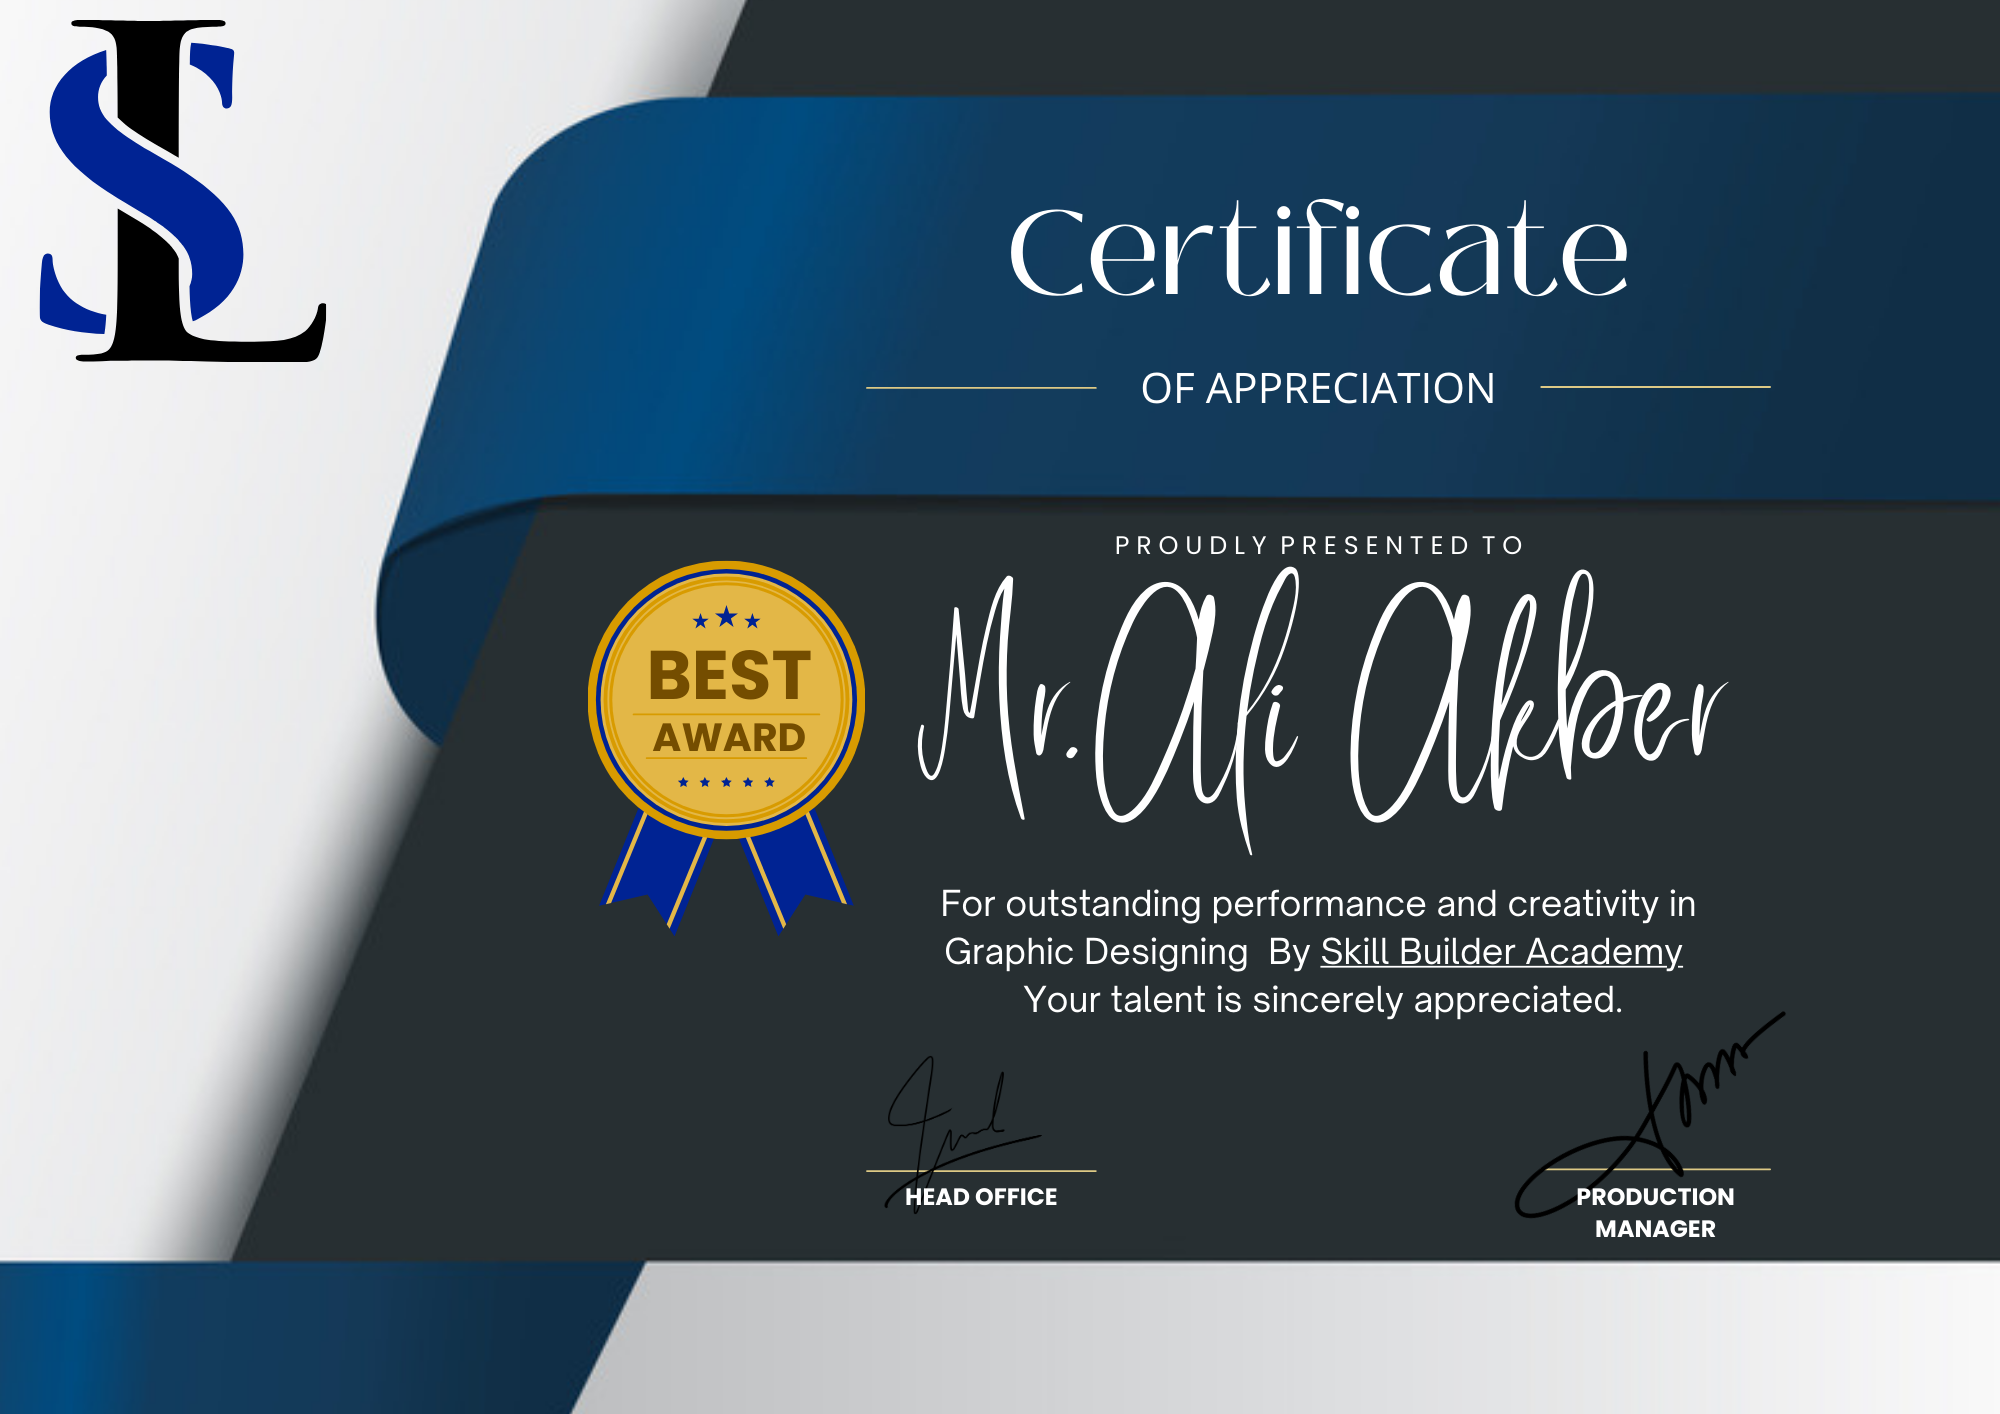 SL
Certificate
OF APPRECIATION
PROUDLY PRESENTED TO
Mr. Ali Akber
BEST
AWARD
For outstanding performance and creativity in
Graphic Designing  By Skill Builder Academy
Your talent is sincerely appreciated.
HEAD OFFICE
PRODUCTION
MANAGER